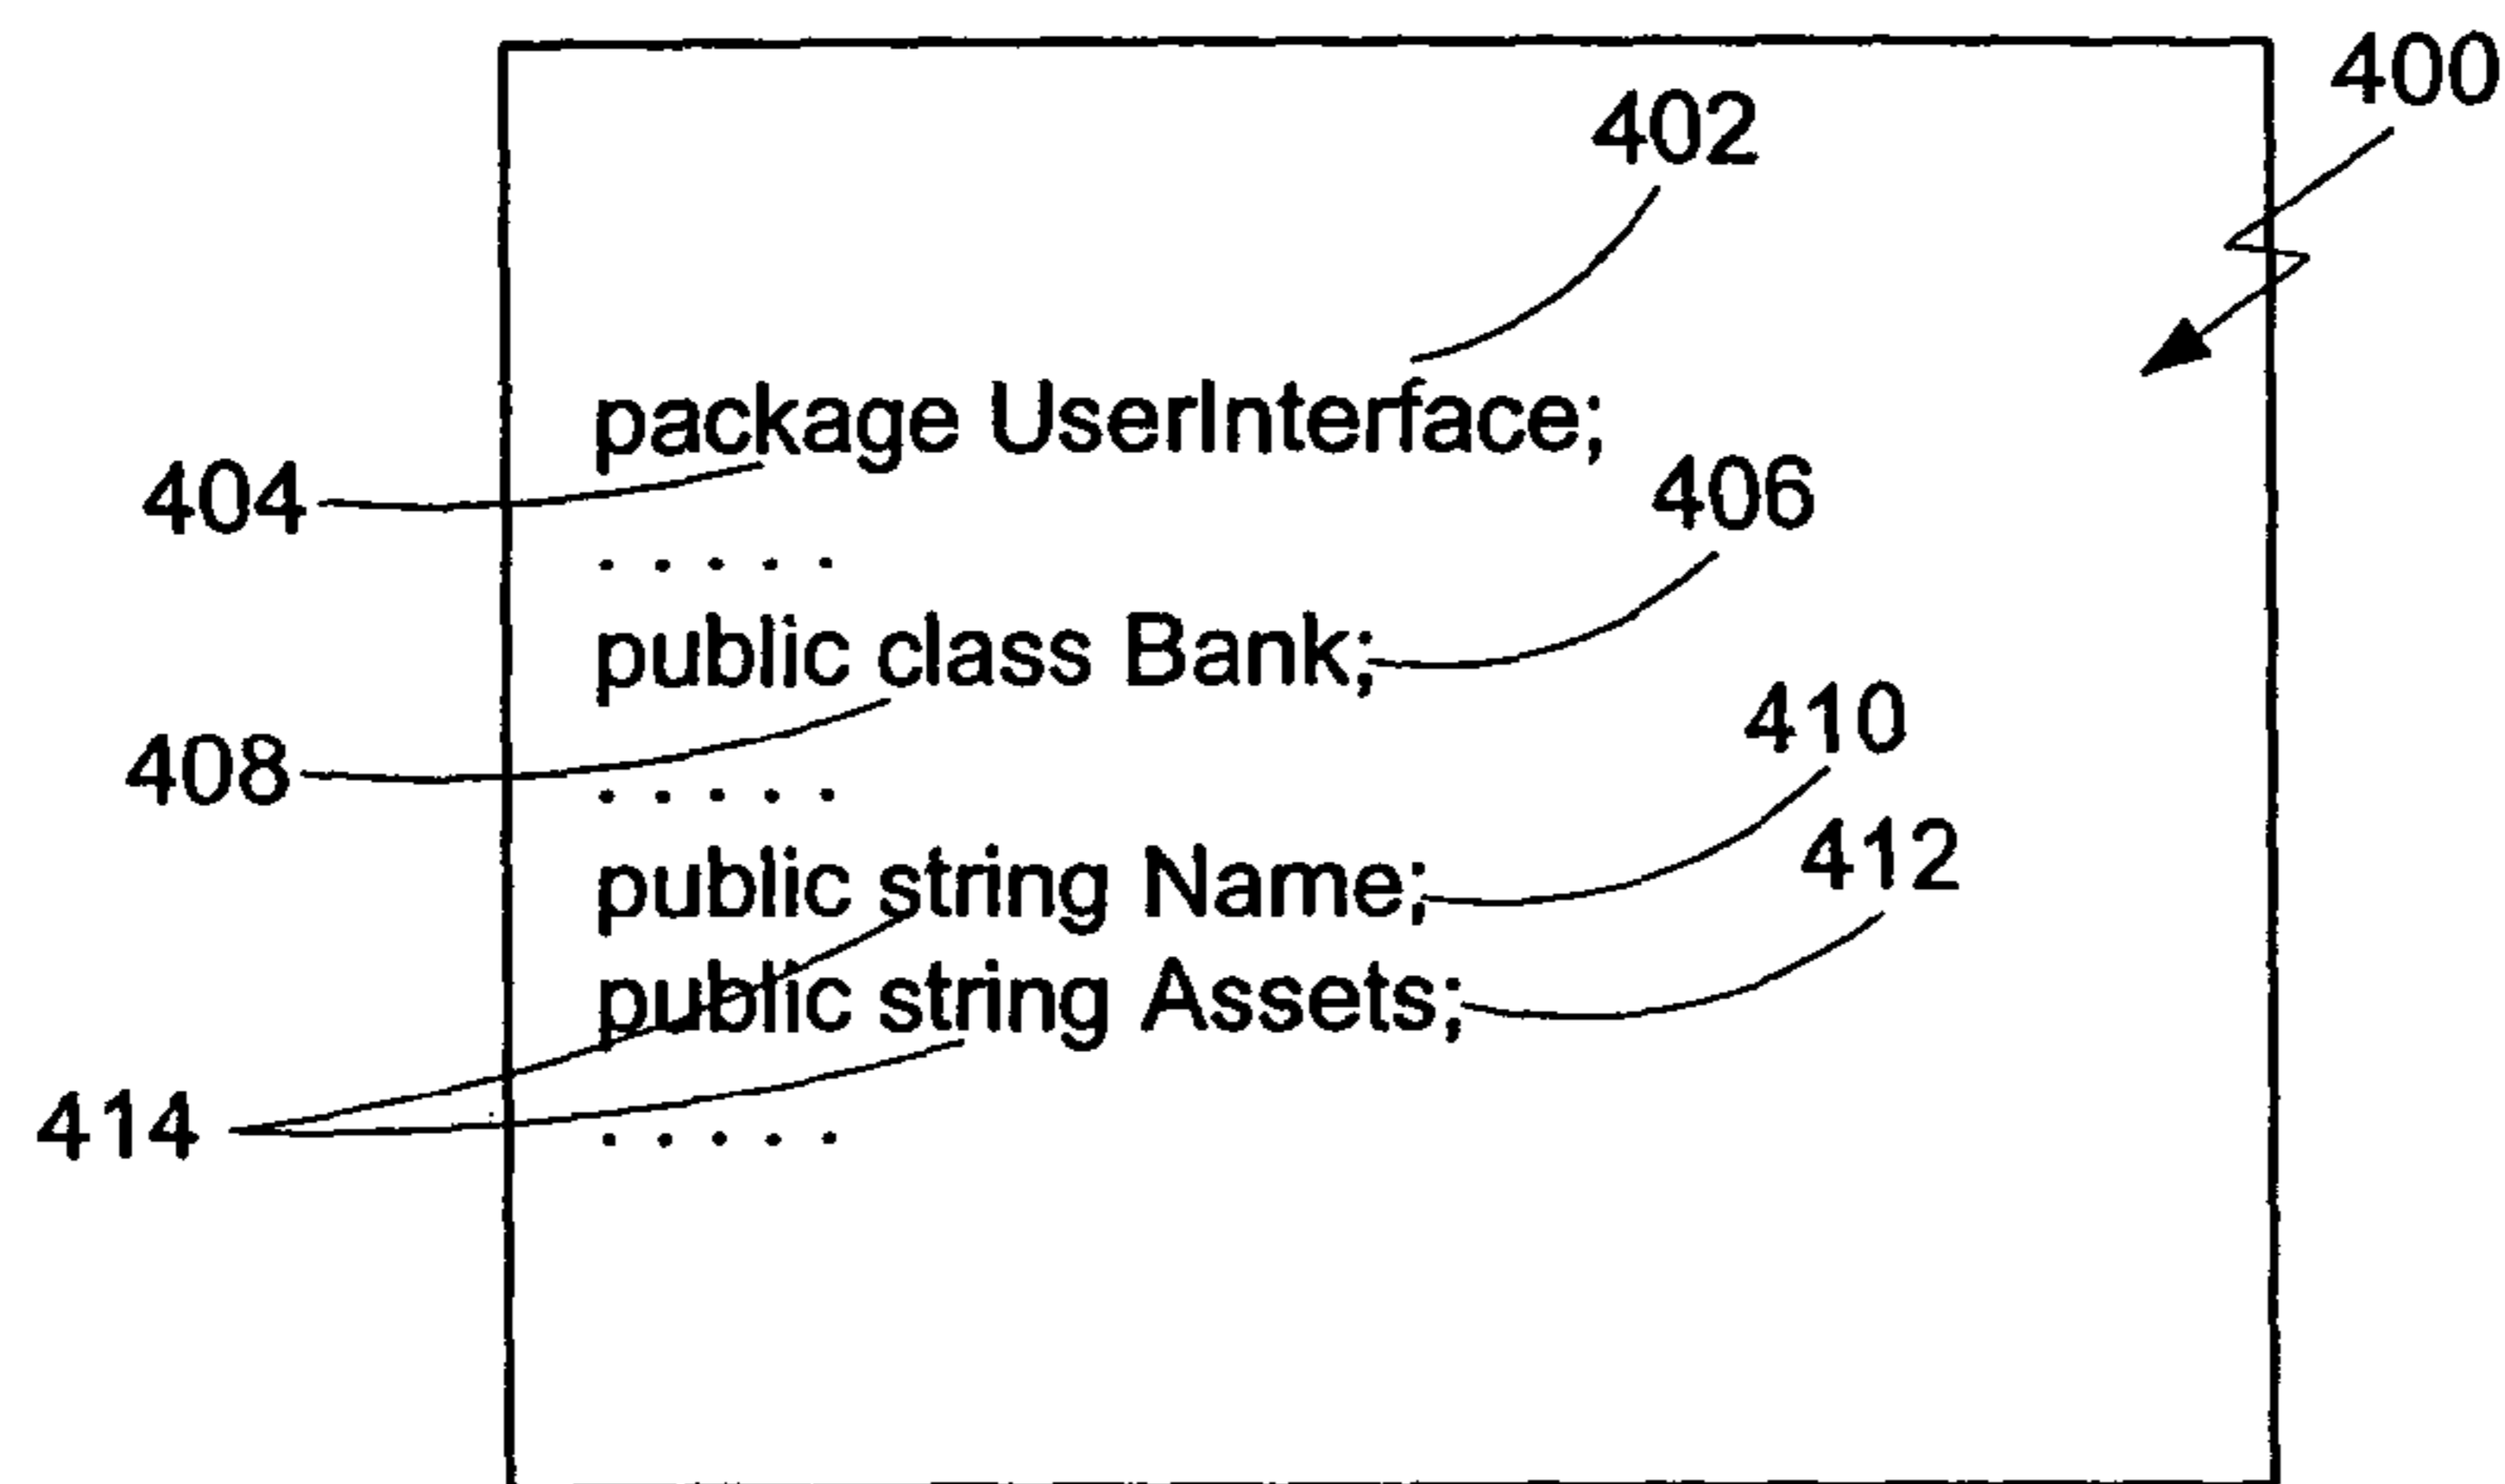 400
402
package UserInterface;
404
406
. . . . .
public class Bank;
410
408
. . . . .
412
public string Name;
public string Assets;
414
. . . . .